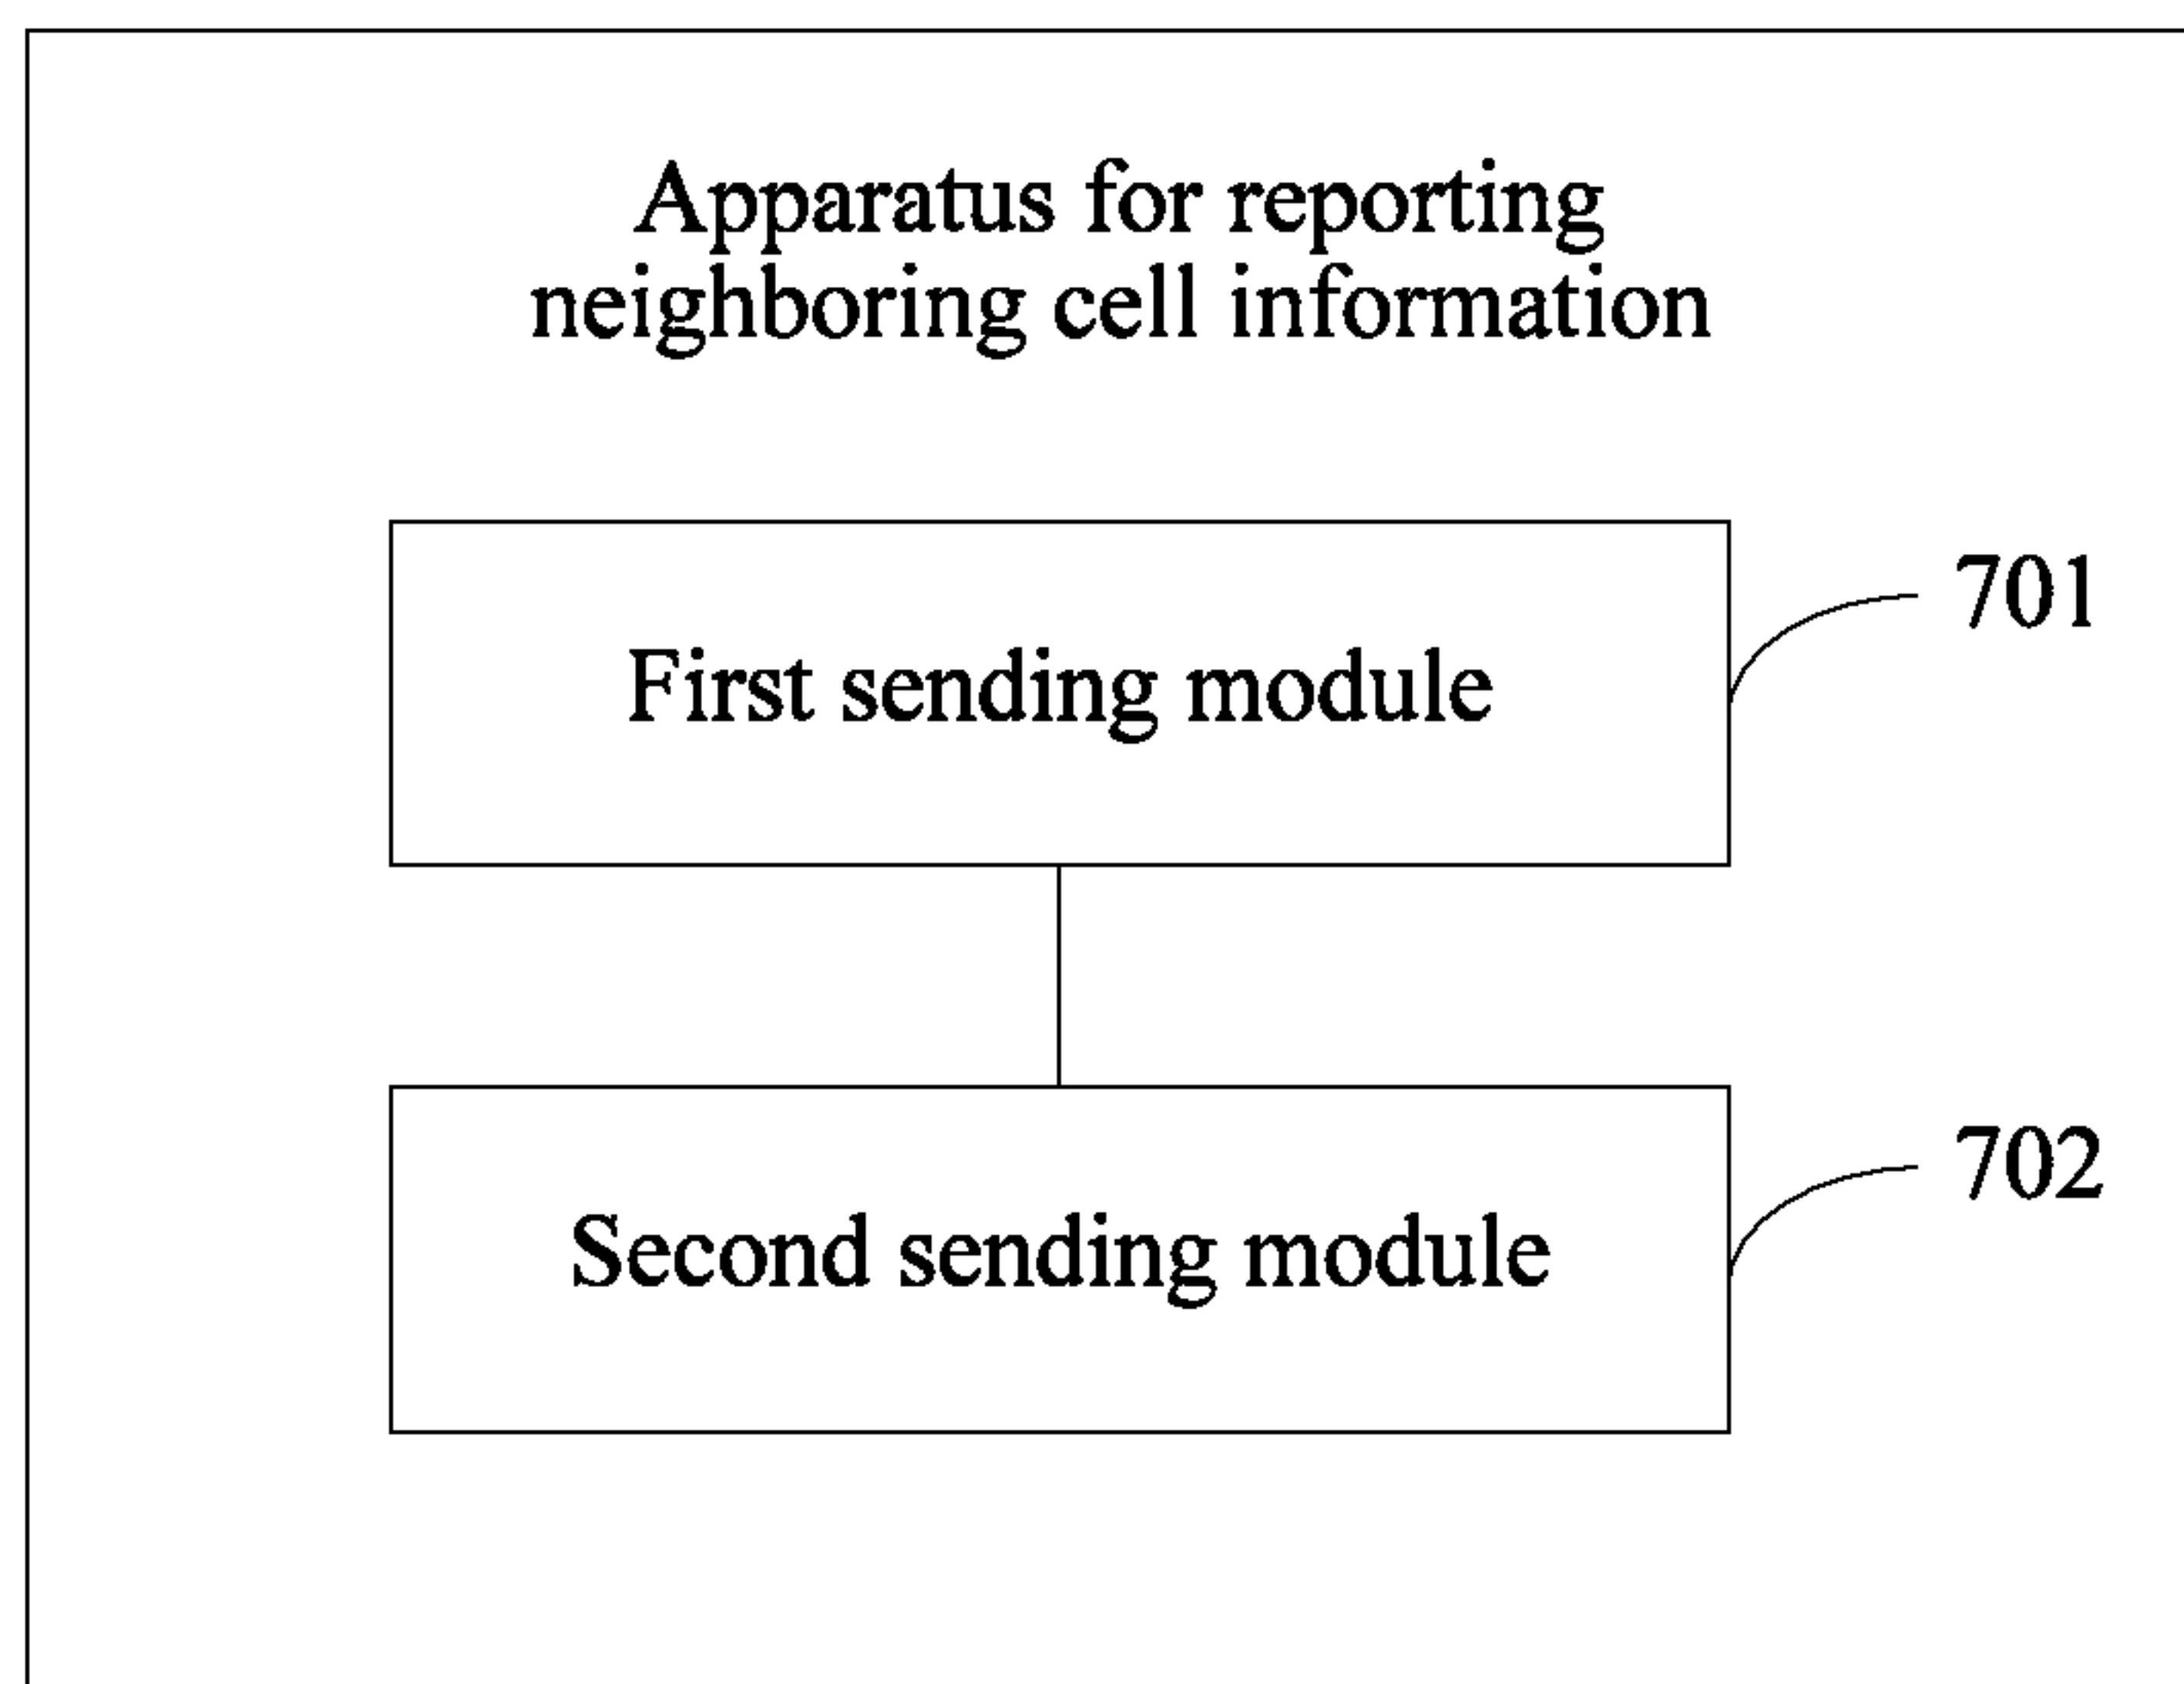 Apparatus for reporting
neighboring cell information
701
First sending module
702
Second sending module